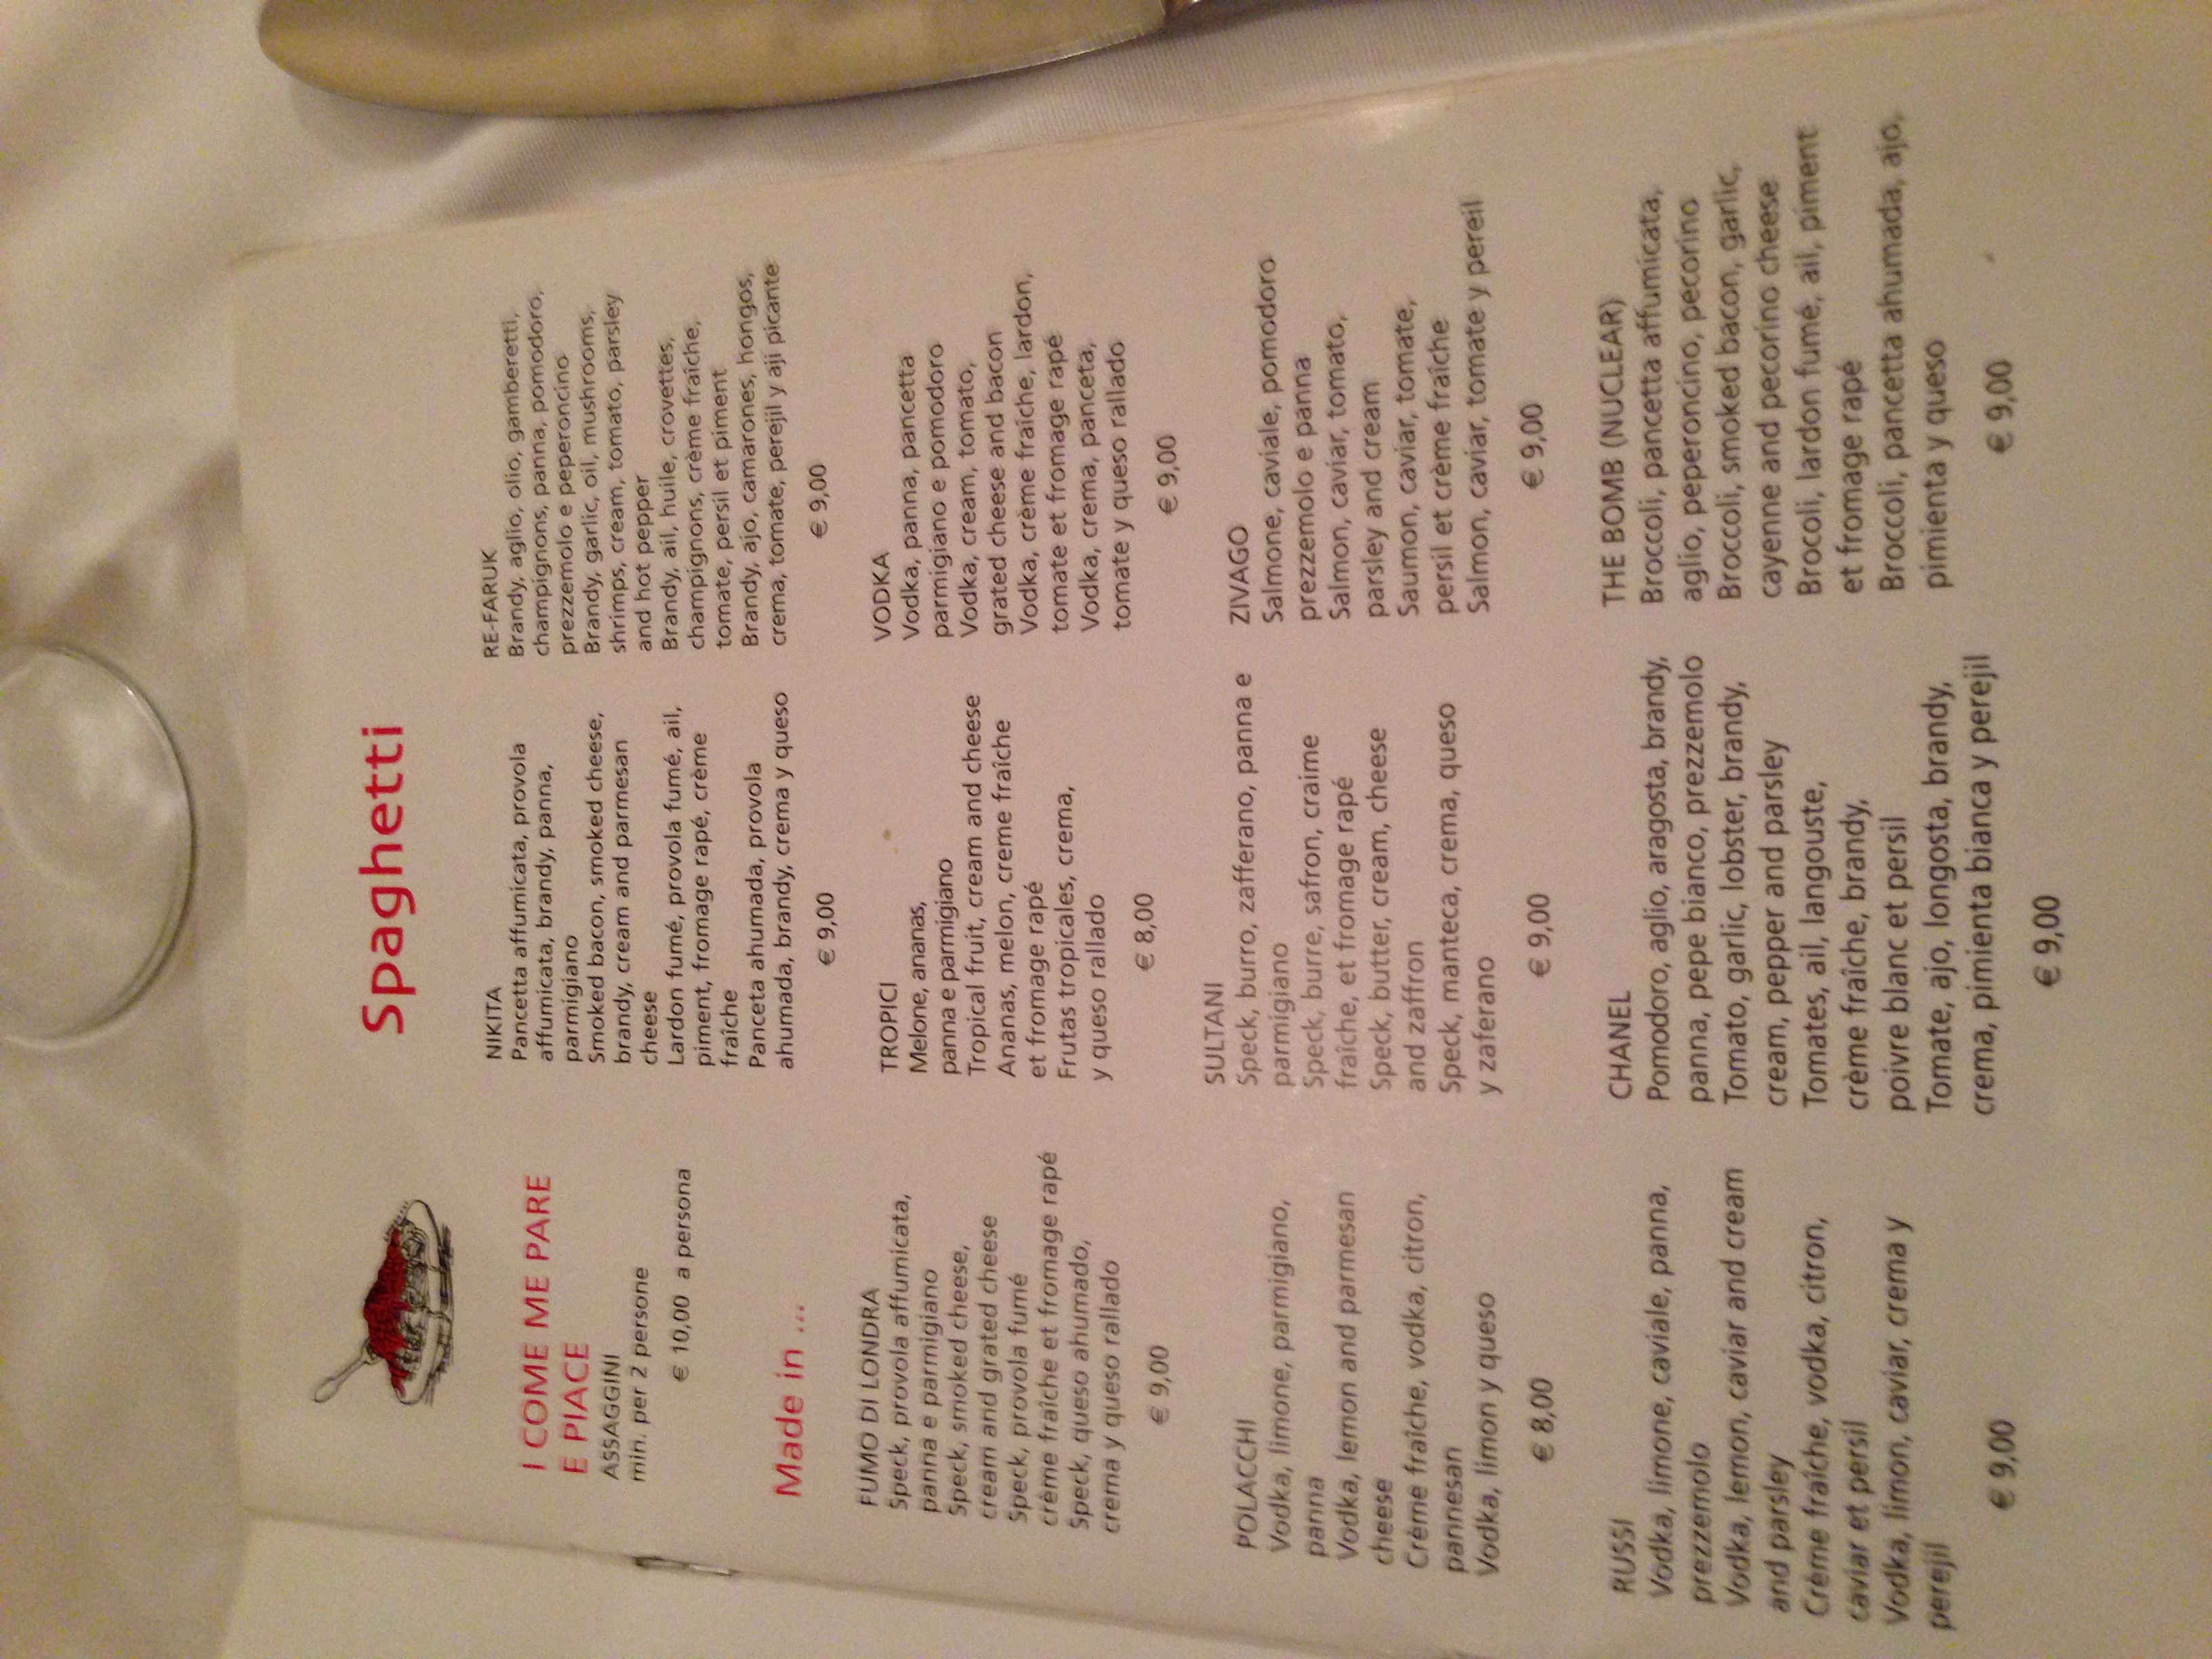 Spaghetti
I COME ME PARE
E PIACE
ASSAGGINI
min. per 2 persone
€ 10,00 a persona
Made in ...
FUMO DI LONDRA
Speck, provola affumicata,
panna e parmigiano
Speck, smoked cheese,
cream and grated cheese
Speck, provola fumé
crème fraîche et fromage rapé
Speck, queso ahumado,
crema y queso rallado
€ 9,00
POLACCHI
Vodka, limone, parmigiano,
panna
Vodka, lemon and parmesan
cheese
Crème fraîche, vodka, citron,
pannesan
Vodka, limon y queso
€ 8,00
RUSSI
Vodka, limone, caviale, panna,
prezzemolo
Vodka, lemon, caviar and cream
and parsley
Crème fraîche, vodka, citron,
caviar et persil
Vodka, limon, caviar, crema y
perejil
€ 9,00
NIKITA
Pancetta affumicata, provola
affumicata, brandy, panna,
parmigiano
Smoked bacon, smoked cheese,
brandy, cream and parmesan
cheese
Lardon fumé, provola fumé, ail,
piment, fromage rapé, crème
fraîche
Panceta ahumada, provola
ahumada, brandy, crema y queso
€ 9,00
TROPICI
Melone, ananas,
panna e parmigiano
Tropical fruit, cream and cheese
Ananas, melon, creme fraîche
et fromage rapé
Frutas tropicales, crema,
y queso rallado
€ 8,00
SULTANI
Speck, burro, zafferano, panna e
parmigiano
Speck, burre, safron, craime
fraîche, et fromage rapé
Speck, butter, cream, cheese
and zaffron
Speck, manteca, crema, queso
y zaferano
€ 9,00
CHANEL
Pomodoro, aglio, aragosta, brandy,
panna, pepe bianco, prezzemolo
Tomato, garlic, lobster, brandy,
cream, pepper and parsley
Tomates, ail, langouste,
crème fraîche, brandy,
poivre blanc et persil
Tomate, ajo, longosta, brandy,
crema, pimienta bianca y perejil
€ 9,00
RE-FARUK
Brandy, aglio, olio, gamberetti,
champignons, panna, pomodoro,
prezzemolo e peperoncino
Brandy, garlic, oil, mushrooms,
shrimps, cream, tomato, parsley
and hot pepper
Brandy, ail, huile, crovettes,
champignons, crème fraîche,
tomate, persil et piment
Brandy, ajo, camarones, hongos,
crema, tomate, perejil y aji picante
€ 9,00
VODKA
Vodka, panna, pancetta
parmigiano e pomodoro
Vodka, cream, tomato,
grated cheese and bacon
Vodka, crème fraîche, lardon,
tomate et fromage rapé
Vodka, crema, panceta,
tomate y queso rallado
€ 9,00
ZIVAGO
Salmone, caviale, pomodoro
prezzemolo e panna
Salmon, caviar, tomato,
parsley and cream
Saumon, caviar, tomate,
persil et crème fraîche
Salmon, caviar, tomate y pereil
€ 9,00
THE BOMB (NUCLEAR)
Broccoli, pancetta affumicata,
aglio, peperoncino, pecorino
Broccoli, smoked bacon, garlic,
cayenne and pecorino cheese
Brocoli, lardon fumé, ail, piment
et fromage rapé
Broccoli, pancetta ahumada, ajo,
pimienta y queso
€ 9,00